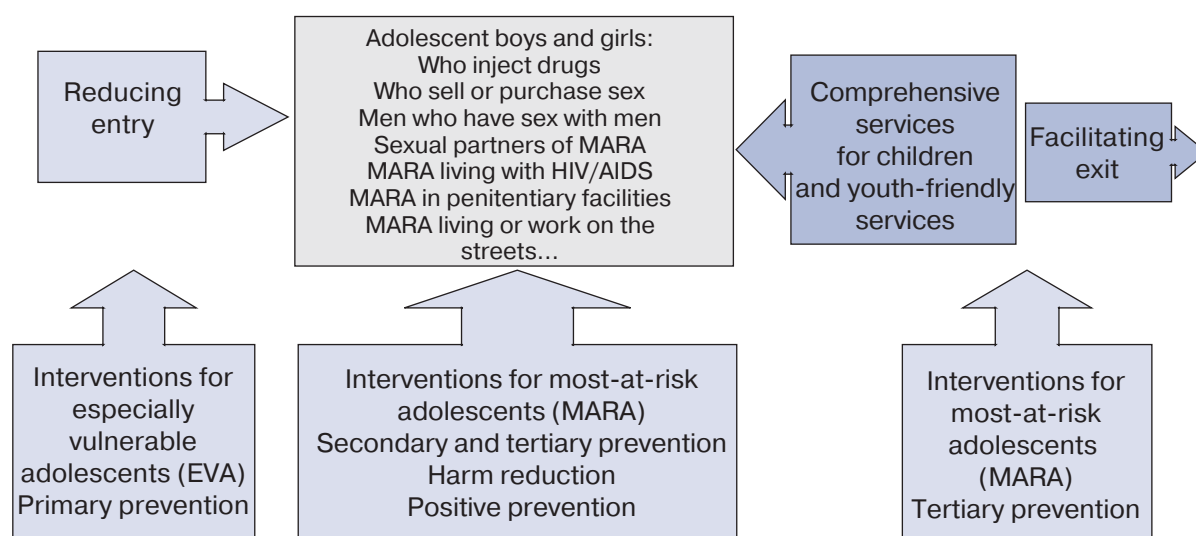 Reducing
entry
Adolescent boys and girls:
Who inject drugs
Who sell or purchase sex
Men who have sex with men
Sexual partners of MARA
MARA living with HIV/AIDS
MARA in penitentiary facilities
MARA living or work on the
streets...
Comprehensive
services
for children
and youth-friendly
services
Facilitating
exit
Interventions for
especially
vulnerable
adolescents (EVA)
Primary prevention
Interventions for most-at-risk
adolescents (MARA)
Secondary and tertiary prevention
Harm reduction
Positive prevention
Interventions for
most-at-risk
adolescents
(MARA)
Tertiary prevention